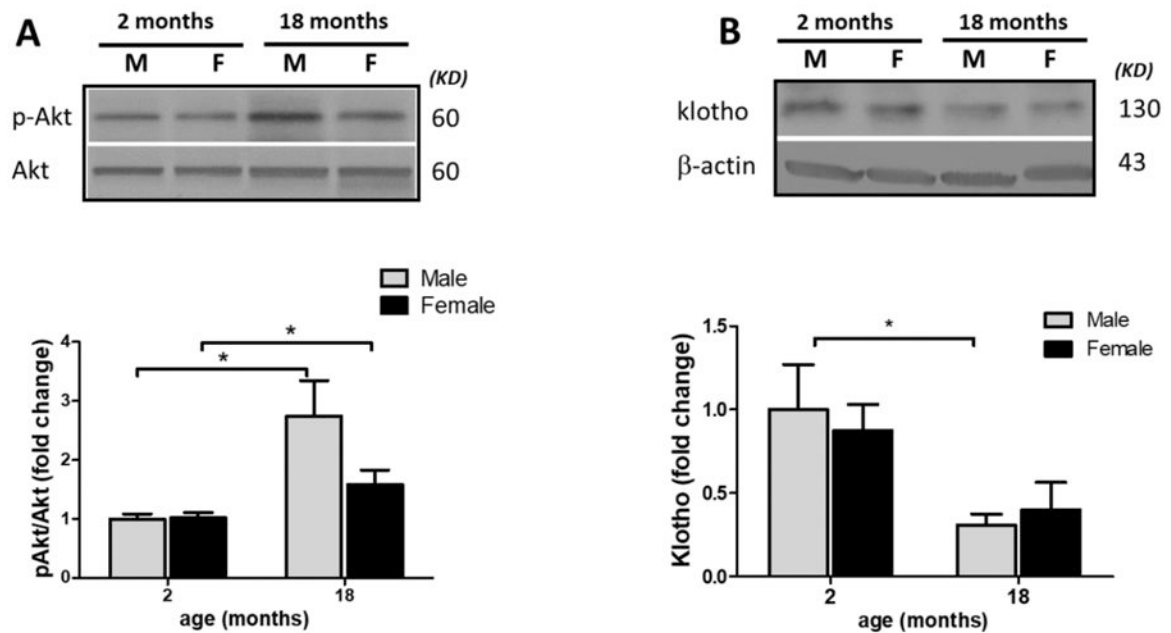 A
2 months 18 months
M F M F
(KD)
p-Akt 60
Akt 60
Male
Female
pAkt/Akt (fold change)
4
3
2
1
0
*
*
2 18
age (months)
B
2 months 18 months
M F M F
(KD)
klotho 130
β-actin 43
Male
Female
Klotho (fold change)
1.5
1.0
0.5
0.0
*
2 18
age (months)